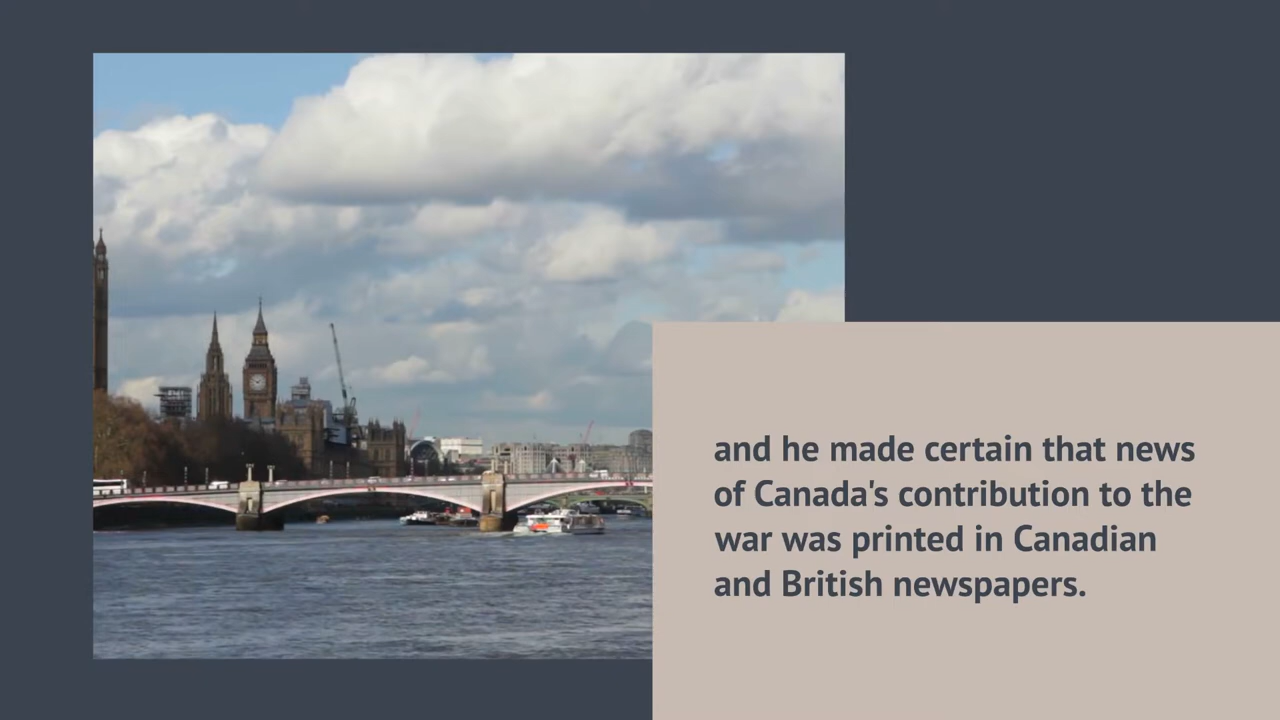 and he made certain that news
of Canada's contribution to the
war was printed in Canadian
and British newspapers.